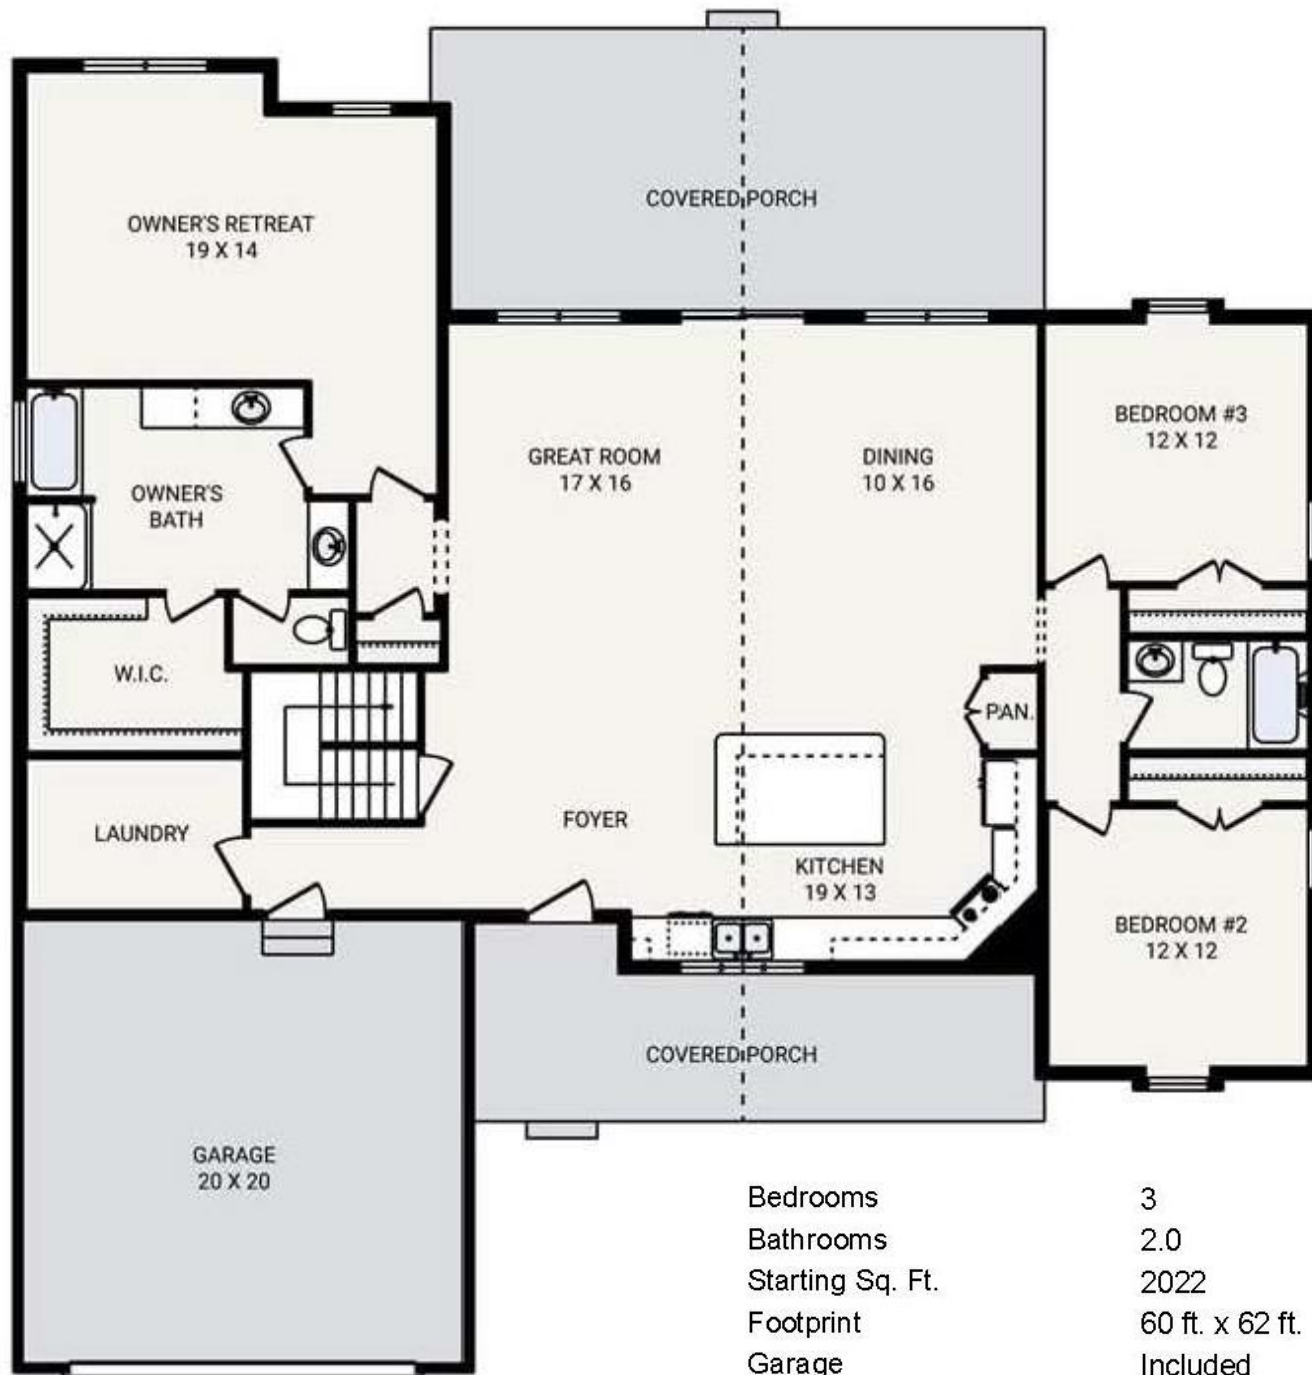 COVERED PORCH
OWNER'S RETREAT
19 X 14
BEDROOM #3
12 X 12
GREAT ROOM
17 X 16
DINING
10 X 16
OWNER'S
BATH
W.I.C.
PAN.
LAUNDRY
FOYER
KITCHEN
19 X 13
BEDROOM #2
12 X 12
COVERED PORCH
GARAGE
20 X 20
Bedrooms 3
Bathrooms 2.0
Starting Sq. Ft. 2022
Footprint 60 ft. x 62 ft.
Garage Included